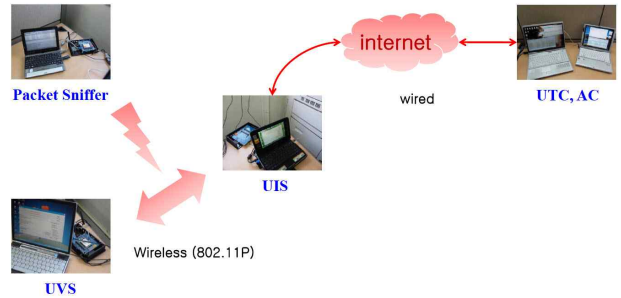 internet
Packet Sniffer
wired
UTC, AC
UIS
Wireless (802.11P)
UVS